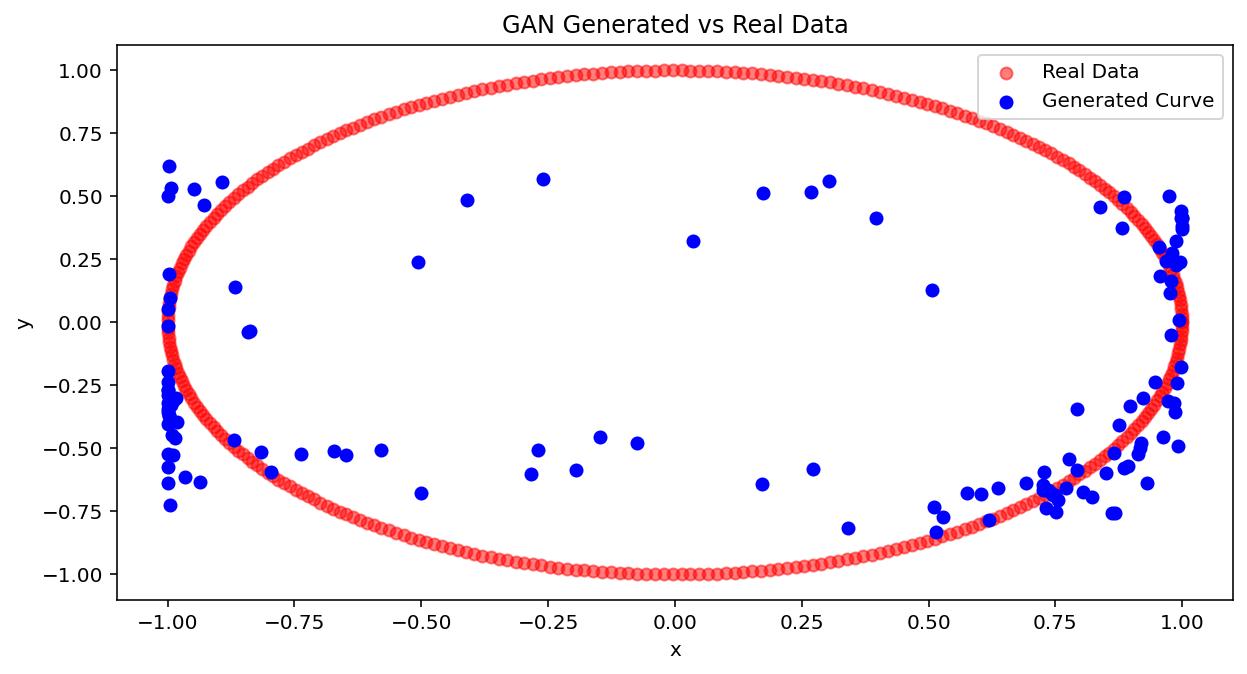 GAN Generated vs Real Data
Real Data
Generated Curve
1.00
0.75
0.50
0.25
0.00
−0.25
−0.50
−0.75
−1.00
y
−1.00 −0.75 −0.50 −0.25 0.00 0.25 0.50 0.75 1.00
x